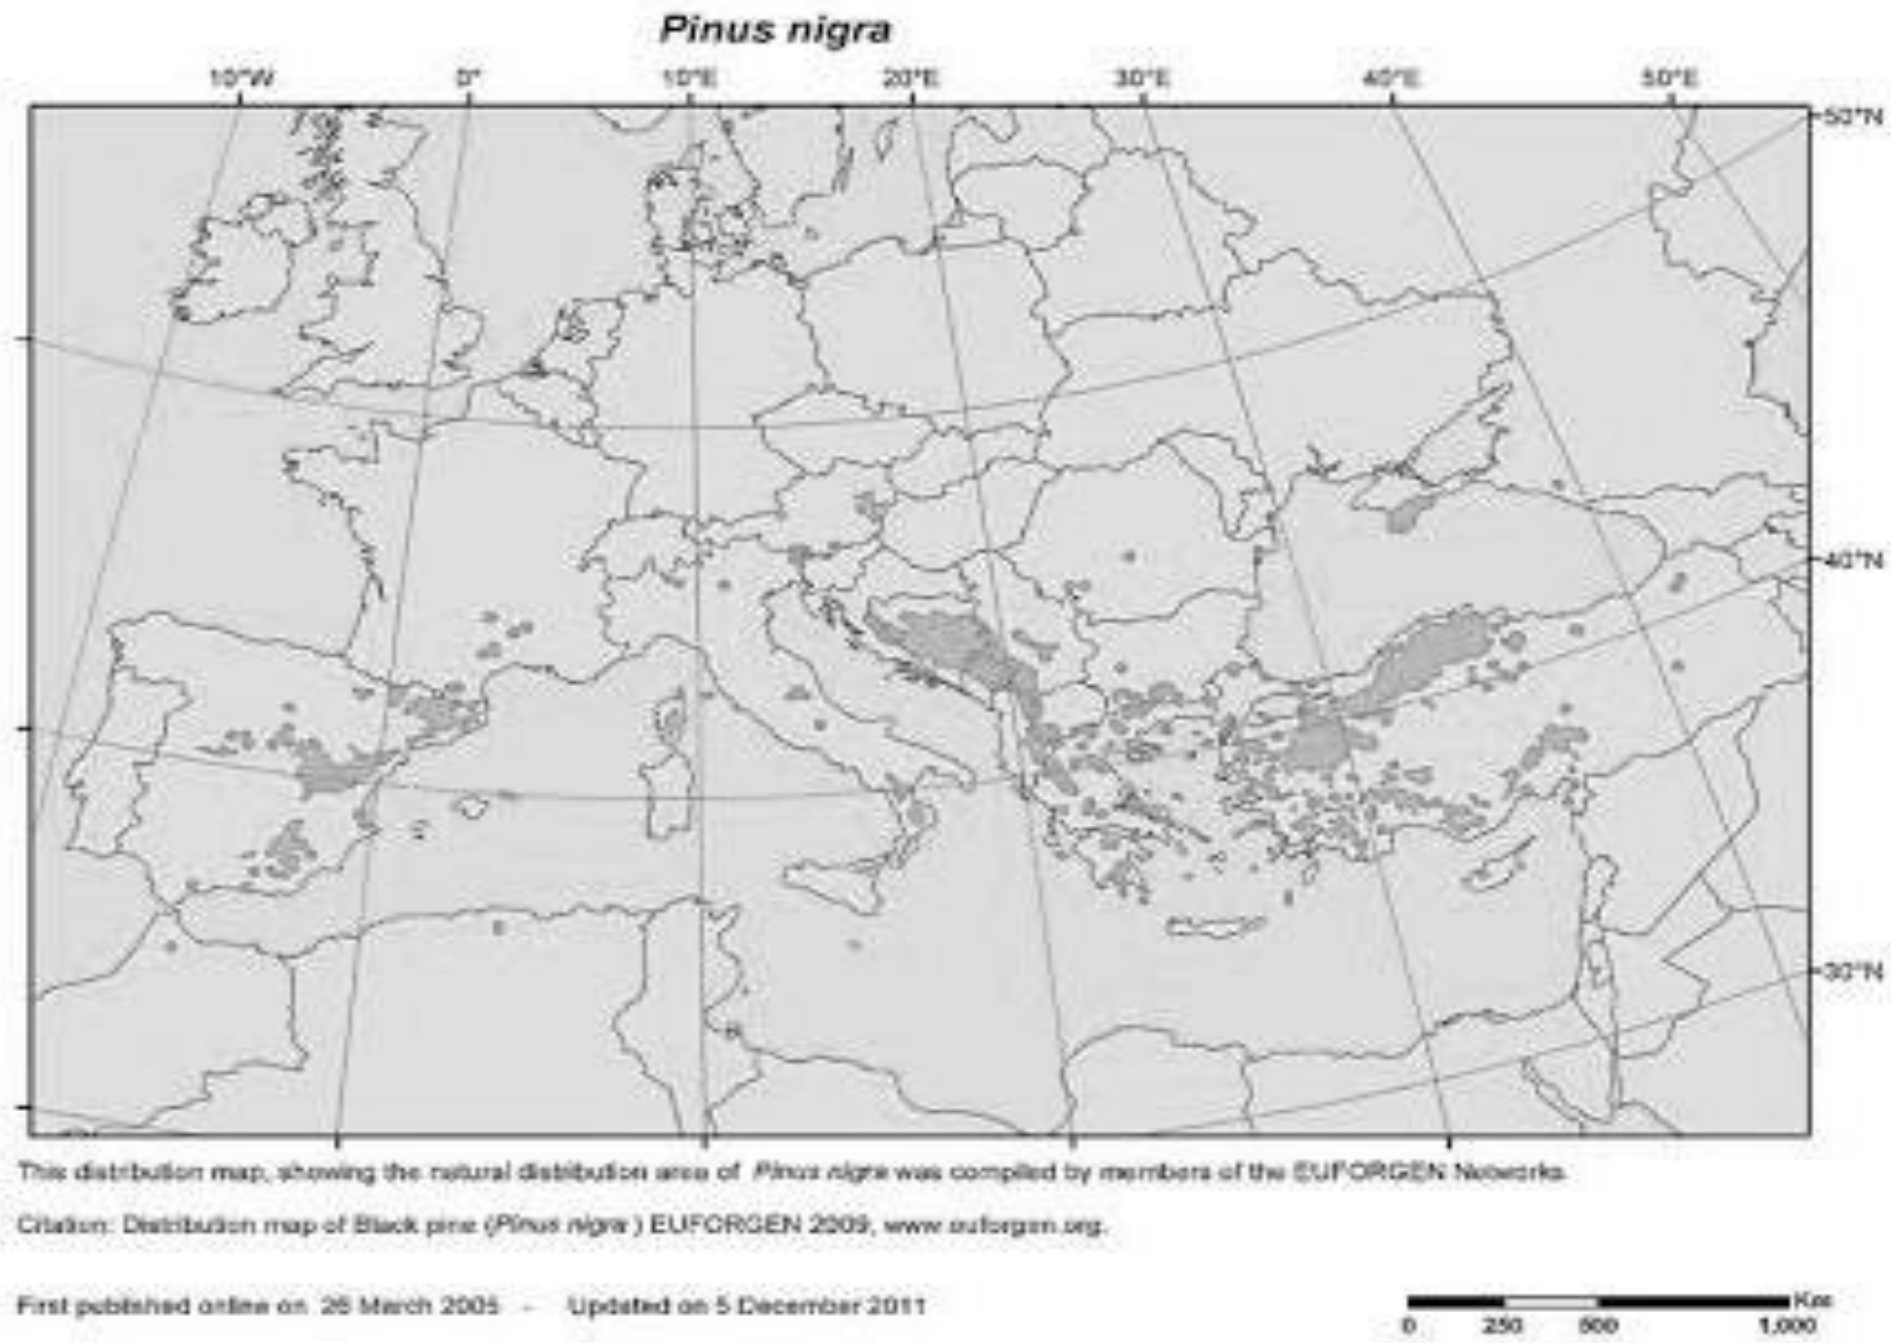 Pinus nigra
10°W 0° 10°E 20°E 30°E 40°E 50°E
50°N
40°N
30°N
This distribution map, showing the natural distribution area of Pinus nigra was compiled by members of the EUFORGEN Networks.
Citation: Distribution map of Black pine (Pinus nigra) EUFORGEN 2009, www.euforgen.org.
First published online on 26 March 2005 - Updated on 5 December 2011
Km
0 250 500 1,000